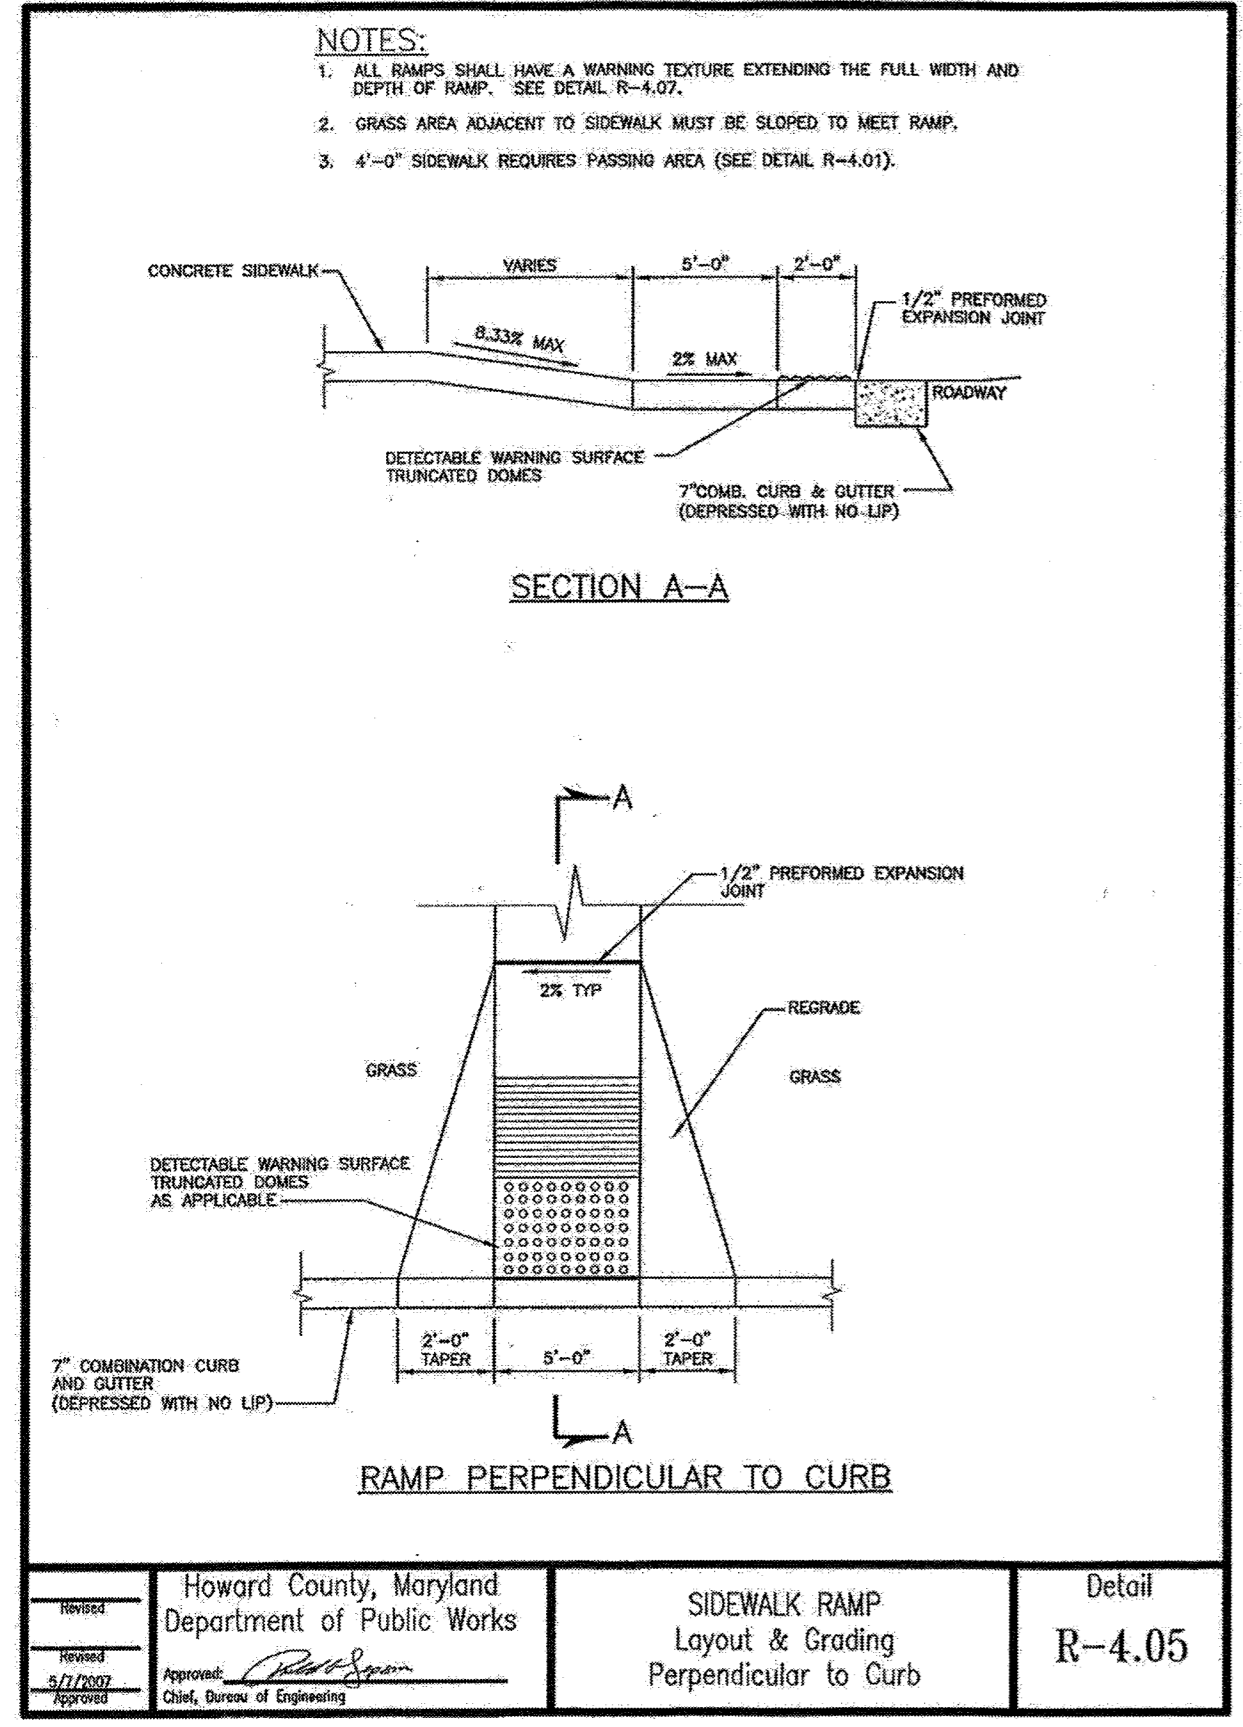 NOTES:
1. ALL RAMPS SHALL HAVE A WARNING TEXTURE EXTENDING THE FULL WIDTH AND
DEPTH OF RAMP. SEE DETAIL R-4.07.
2. GRASS AREA ADJACENT TO SIDEWALK MUST BE SLOPED TO MEET RAMP.
3. 4'-0" SIDEWALK REQUIRES PASSING AREA (SEE DETAIL R-4.01).
CONCRETE SIDEWALK
VARIES
5'-0"
2'-0"
1/2" PREFORMED
EXPANSION JOINT
8.33% MAX
2% MAX
ROADWAY
DETECTABLE WARNING SURFACE
TRUNCATED DOMES
7"COMB. CURB & GUTTER
(DEPRESSED WITH NO LIP)
SECTION A-A
A
1/2" PREFORMED EXPANSION
JOINT
2% TYP
REGRADE
GRASS
GRASS
DETECTABLE WARNING SURFACE
TRUNCATED DOMES
AS APPLICABLE
2'-0"
TAPER
5'-0"
2'-0"
TAPER
7" COMBINATION CURB
AND GUTTER
(DEPRESSED WITH NO LIP)
A
RAMP PERPENDICULAR TO CURB
Revised
Revised
5/7/2007
Approved
Howard County, Maryland
Department of Public Works
Approved:
Chief, Bureau of Engineering
SIDEWALK RAMP
Layout & Grading
Perpendicular to Curb
Detail
R-4.05